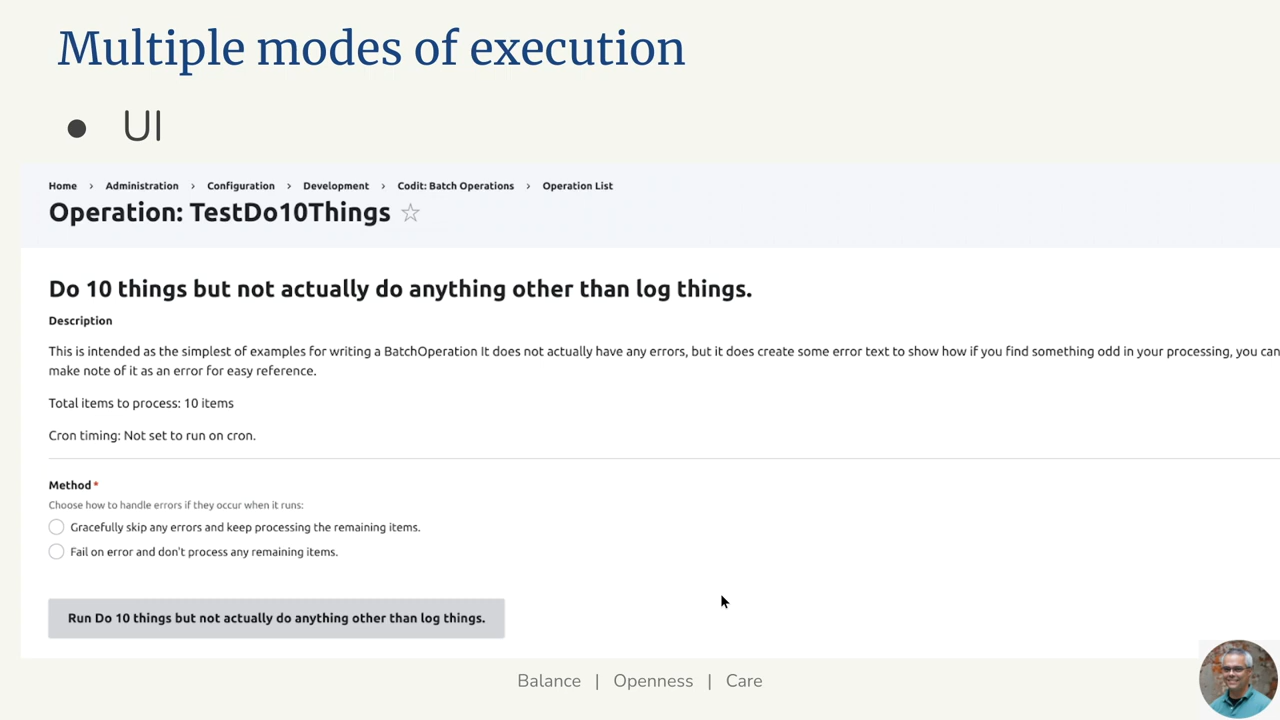 Multiple modes of execution
● UI
Home > Administration > Configuration > Development > Codit: Batch Operations > Operation List
Operation: TestDo10Things ☆
Do 10 things but not actually do anything other than log things.
Description
This is intended as the simplest of examples for writing a BatchOperation It does not actually have any errors, but it does create some error text to show how if you find something odd in your processing, you can
make note of it as an error for easy reference.
Total items to process: 10 items
Cron timing: Not set to run on cron.
Method*
Choose how to handle errors if they occur when it runs:
Gracefully skip any errors and keep processing the remaining items.
Fail on error and don't process any remaining items.
Run Do 10 things but not actually do anything other than log things.
Balance | Openness | Care